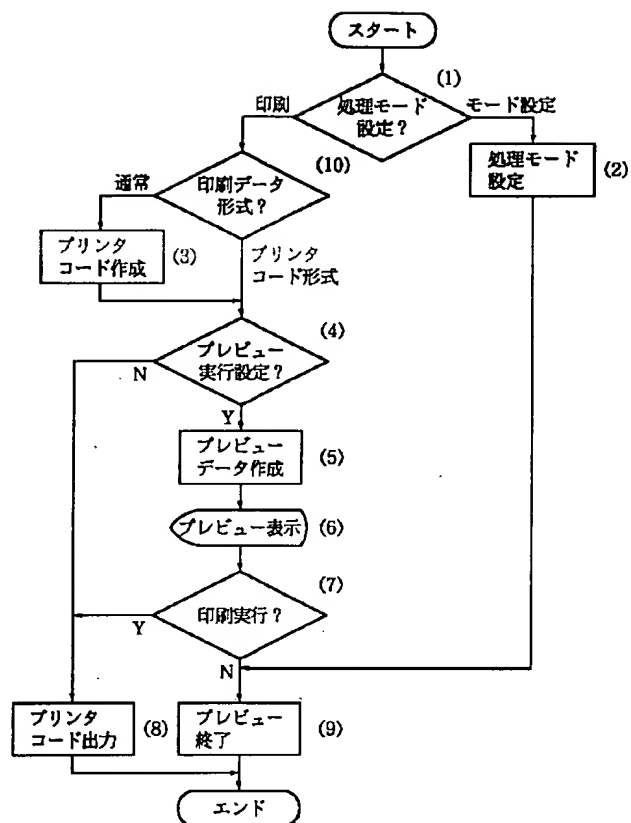 スタート
(1)
印刷
処理モード
設定?
モード設定
(10)
処理モード
設定
(2)
通常
印刷データ
形式?
プリンタ
コード作成
(3)
プリンタ
コード形式
(4)
プレビュー
実行設定?
N
Y
プレビュー
データ作成
(5)
プレビュー表示
(6)
(7)
印刷実行?
Y
N
プリンタ
コード出力
(8)
プレビュー
終了
(9)
エンド